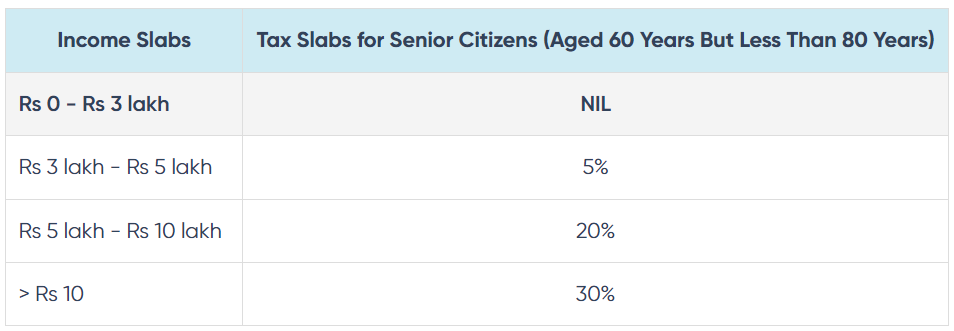 Income Slabs Tax Slabs for Senior Citizens (Aged 60 Years But Less Than 80 Years)
Rs 0 - Rs 3 lakh NIL
Rs 3 lakh - Rs 5 lakh 5%
Rs 5 lakh - Rs 10 lakh 20%
> Rs 10 30%